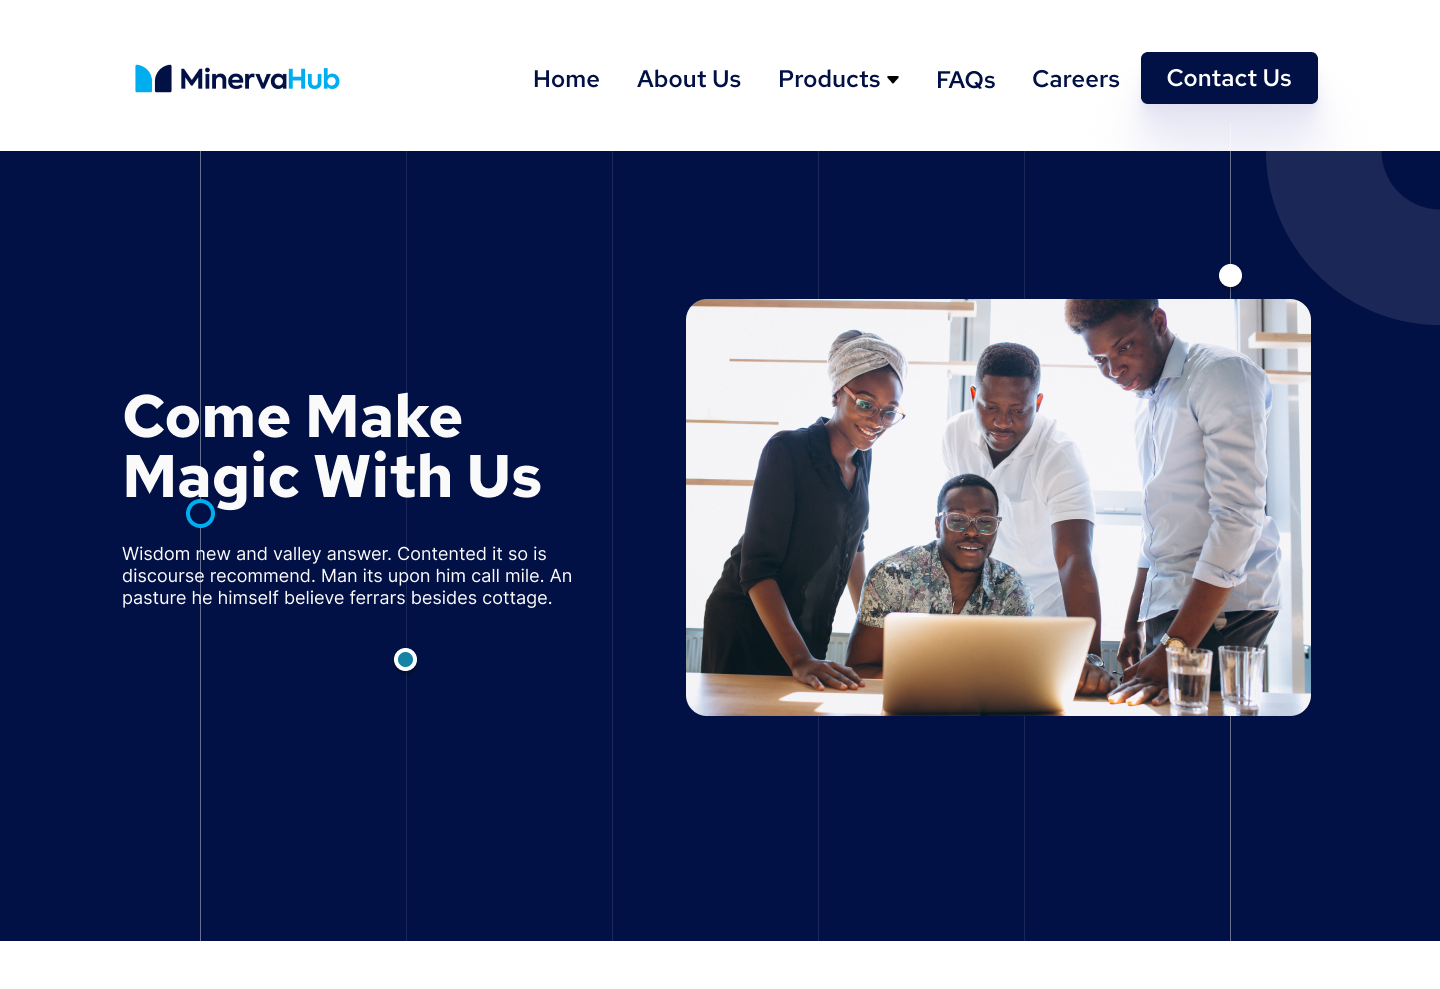 MinervaHub
Home About Us Products FAQs Careers Contact Us
Come Make
Magic With Us
Wisdom new and valley answer. Contented it so is
discourse recommend. Man its upon him call mile. An
pasture he himself believe ferrars besides cottage.